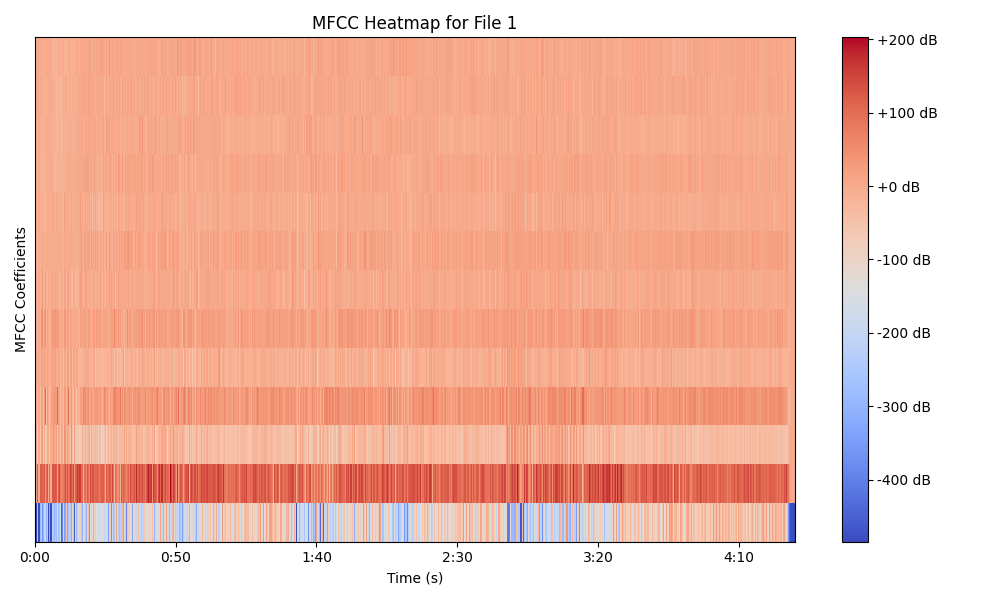 MFCC Heatmap for File 1
MFCC Coefficients
0:00 0:50 1:40 2:30 3:20 4:10
Time (s)
+200 dB
+100 dB
+0 dB
-100 dB
-200 dB
-300 dB
-400 dB